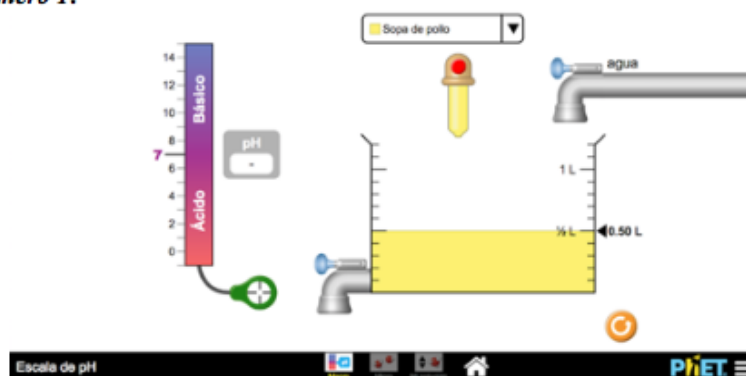 Sopa de pollo
agua
14
12
10
8
7
6
4
2
0
Básico
Ácido
pH
-
1 L
½ L
0.50 L
Escala de pH
PhET